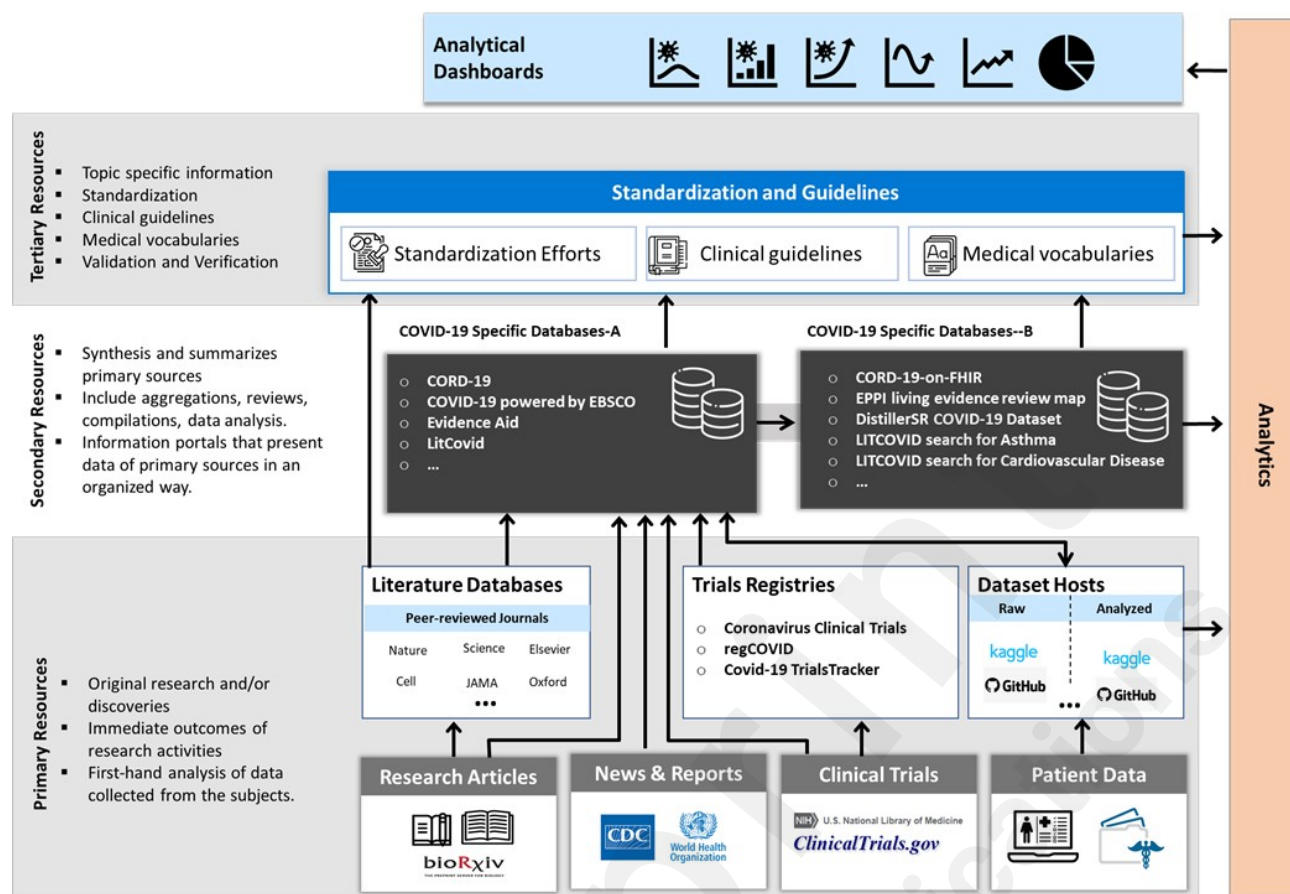 Analytical
Dashboards
Tertiary Resources
▪ Topic specific information
▪ Standardization
▪ Clinical guidelines
▪ Medical vocabularies
▪ Validation and Verification
Standardization and Guidelines
Standardization Efforts
Clinical guidelines
Aa
Medical vocabularies
Secondary Resources
▪ Synthesis and summarizes
primary sources
▪ Include aggregations, reviews,
compilations, data analysis.
▪ Information portals that present
data of primary sources in an
organized way.
COVID-19 Specific Databases-A
○ CORD-19
○ COVID-19 powered by EBSCO
○ Evidence Aid
○ LitCovid
○ ...
COVID-19 Specific Databases--B
○ CORD-19-on-FHIR
○ EPPI living evidence review map
○ DistillerSR COVID-19 Dataset
○ LITCOVID search for Asthma
○ LITCOVID search for Cardiovascular Disease
○ ...
Analytics
Primary Resources
▪ Original research and/or
discoveries
▪ Immediate outcomes of
research activities
▪ First-hand analysis of data
collected from the subjects.
Literature Databases
Peer-reviewed Journals
Nature Science Elsevier
Cell JAMA Oxford
...
Trials Registries
○ Coronavirus Clinical Trials
○ regCOVID
○ Covid-19 TrialsTracker
Dataset Hosts
Raw Analyzed
kaggle kaggle
GitHub GitHub
...
Research Articles
bioRxiv
THE PREPRINT SERVER FOR BIOLOGY
News & Reports
CDC
World Health
Organization
Clinical Trials
NIH U.S. National Library of Medicine
ClinicalTrials.gov
Patient Data